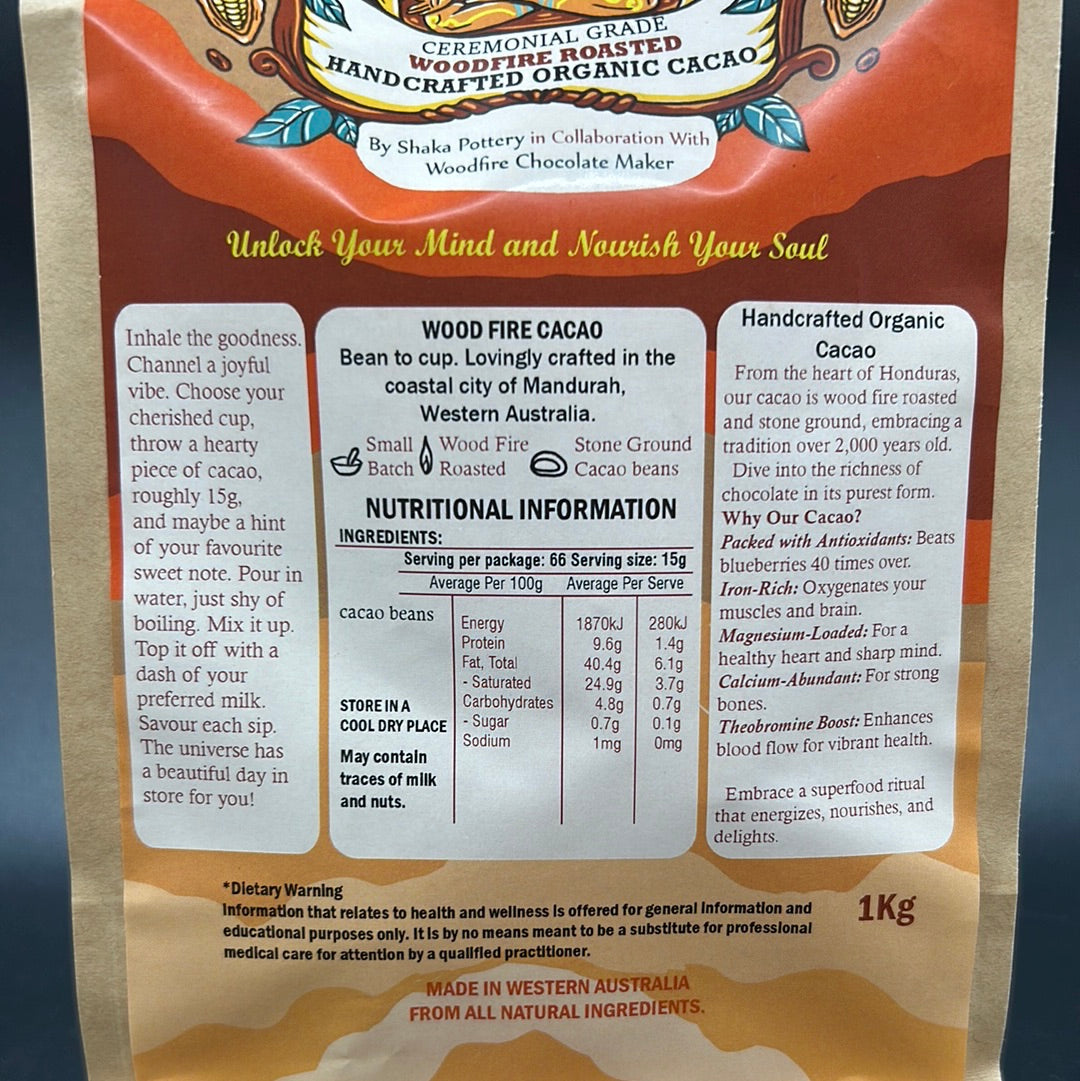 CEREMONIAL GRADE
WOODFIRE ROASTED
HANDCRAFTED ORGANIC CACAO
By Shaka Pottery in Collaboration With
Woodfire Chocolate Maker
Unlock Your Mind and Nourish Your Soul
Inhale the goodness.
Channel a joyful
vibe. Choose your
cherished cup,
throw a hearty
piece of cacao,
roughly 15g,
and maybe a hint
of your favourite
sweet note. Pour in
water, just shy of
boiling. Mix it up.
Top it off with a
dash of your
preferred milk.
Savour each sip.
The universe has
a beautiful day in
store for you!
WOOD FIRE CACAO
Bean to cup. Lovingly crafted in the
coastal city of Mandurah,
Western Australia.
Small Batch
Wood Fire Roasted
Stone Ground Cacao beans
NUTRITIONAL INFORMATION
INGREDIENTS:
Serving per package: 66 Serving size: 15g
Average Per 100g Average Per Serve
cacao beans
Energy 1870kJ 280kJ
Protein 9.6g 1.4g
Fat, Total 40.4g 6.1g
- Saturated 24.9g 3.7g
Carbohydrates 4.8g 0.7g
- Sugar 0.7g 0.1g
Sodium 1mg 0mg
STORE IN A
COOL DRY PLACE
May contain
traces of milk
and nuts.
Handcrafted Organic
Cacao
From the heart of Honduras,
our cacao is wood fire roasted
and stone ground, embracing a
tradition over 2,000 years old.
Dive into the richness of
chocolate in its purest form.
Why Our Cacao?
Packed with Antioxidants: Beats
blueberries 40 times over.
Iron-Rich: Oxygenates your
muscles and brain.
Magnesium-Loaded: For a
healthy heart and sharp mind.
Calcium-Abundant: For strong
bones.
Theobromine Boost: Enhances
blood flow for vibrant health.
Embrace a superfood ritual
that energizes, nourishes, and
delights.
*Dietary Warning
Information that relates to health and wellness is offered for general information and
educational purposes only. It is by no means meant to be a substitute for professional
medical care for attention by a qualified practitioner.
1Kg
MADE IN WESTERN AUSTRALIA
FROM ALL NATURAL INGREDIENTS.